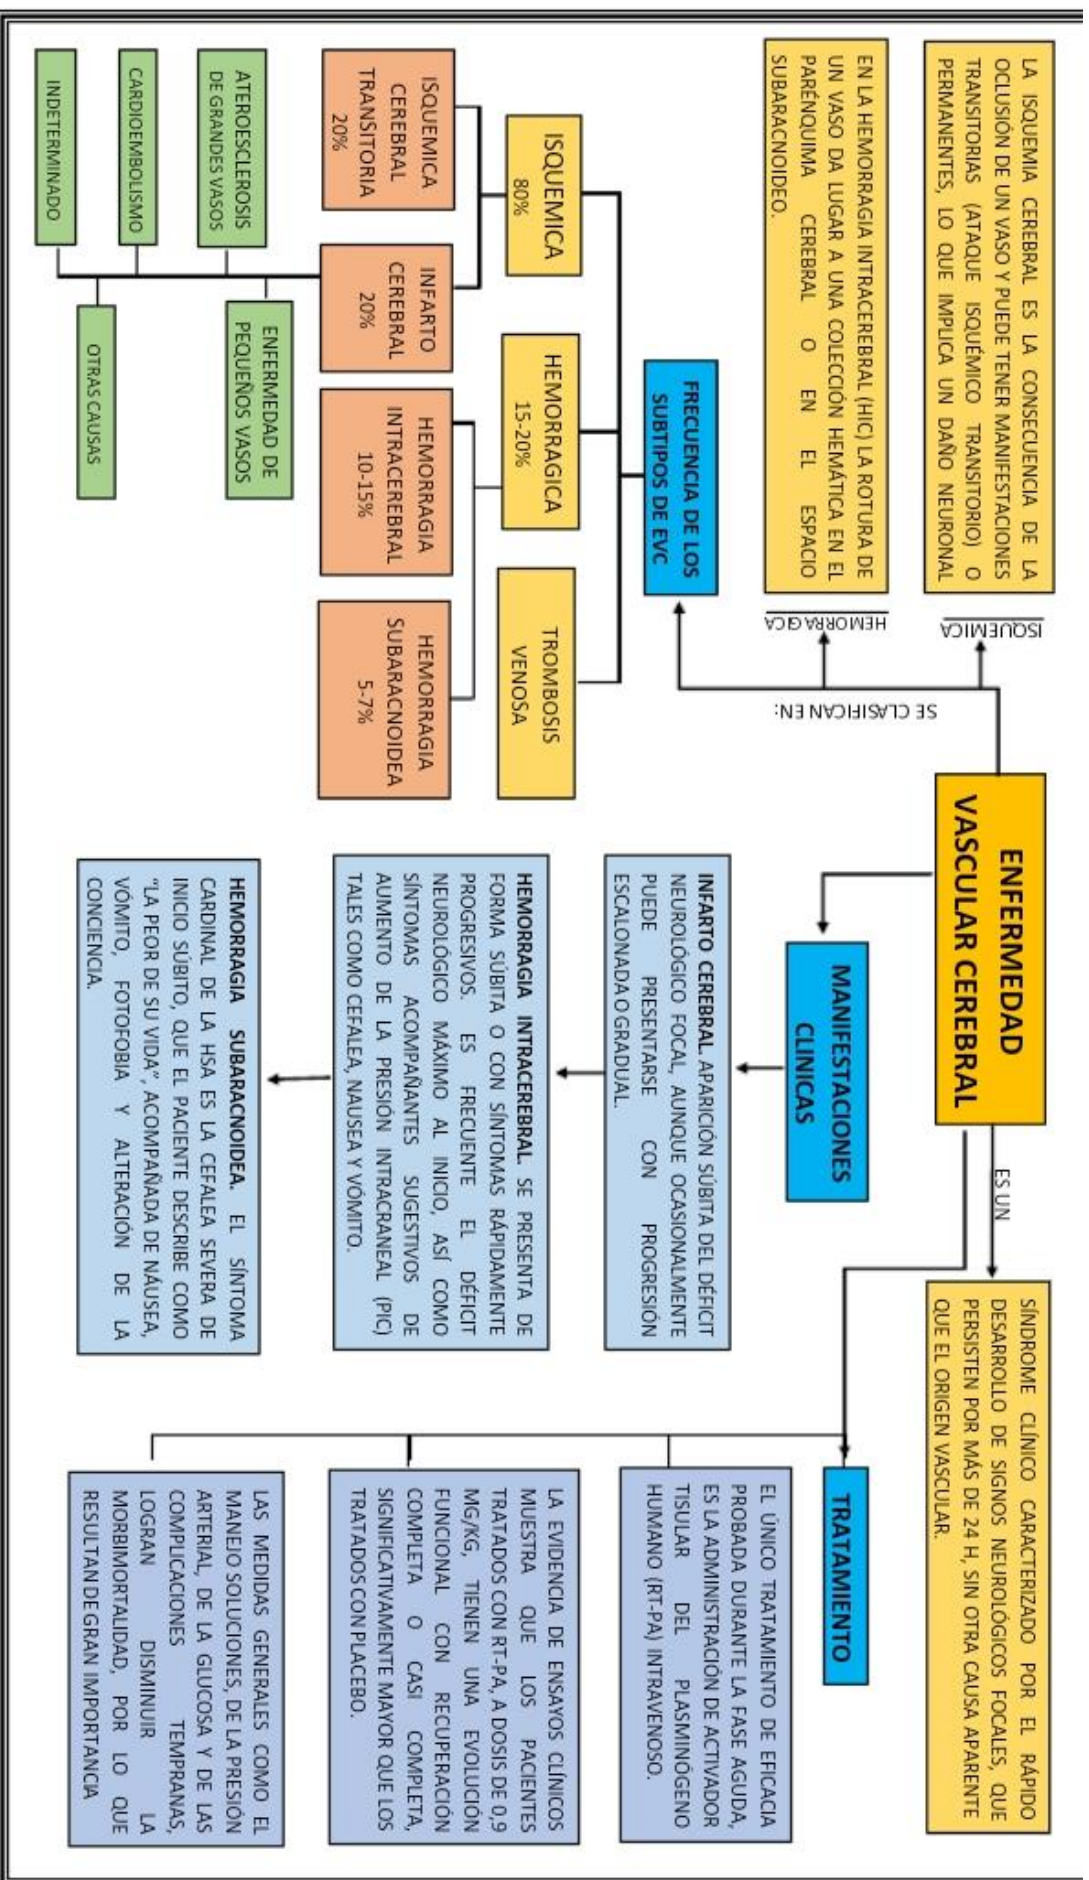 ENFERMEDAD
VASCULAR CEREBRAL
ES UN
SÍNDROME CLÍNICO CARACTERIZADO POR EL RÁPIDO
DESARROLLO DE SIGNOS NEUROLÓGICOS FOCALES, QUE
PERSISTEN POR MÁS DE 24 H, SIN OTRA CAUSA APARENTE
QUE EL ORIGEN VASCULAR.
SE CLASIFICAN EN:
ISQUEMICA
LA ISQUEMIA CEREBRAL ES LA CONSECUENCIA DE LA
OCLUSIÓN DE UN VASO Y PUEDE TENER MANIFESTACIONES
TRANSITORIAS (ATAQUE ISQUÉMICO TRANSITORIO) O
PERMANENTES, LO QUE IMPLICA UN DAÑO NEURONAL
HEMORRAGICA
EN LA HEMORRAGIA INTRACEREBRAL (HIC) LA ROTURA DE
UN VASO DA LUGAR A UNA COLECCIÓN HEMÁTICA EN EL
PARÉNQUIMA CEREBRAL O EN EL ESPACIO
SUBARACNOIDEO.
FRECUENCIA DE LOS
SUBTIPOS DE EVC
ISQUEMICA
80%
HEMORRAGICA
15-20%
TROMBOSIS
VENOSA
ISQUEMICA
CEREBRAL
TRANSITORIA
20%
INFARTO
CEREBRAL
20%
HEMORRAGIA
INTRACEREBRAL
10-15%
HEMORRAGIA
SUBARACNOIDEA
5-7%
ATEROESCLEROSIS
DE GRANDES VASOS
ENFERMEDAD DE
PEQUEÑOS VASOS
CARDIOEMBOLISMO
OTRAS CAUSAS
INDETERMINADO
MANIFESTACIONES
CLINICAS
INFARTO CEREBRAL. APARICIÓN SÚBITA DEL DÉFICIT
NEUROLÓGICO FOCAL, AUNQUE OCASIONALMENTE
PUEDE PRESENTARSE CON PROGRESIÓN
ESCALONADA O GRADUAL.
HEMORRAGIA INTRACEREBRAL. SE PRESENTA DE
FORMA SÚBITA O CON SÍNTOMAS RÁPIDAMENTE
PROGRESIVOS. ES FRECUENTE EL DÉFICIT
NEUROLÓGICO MÁXIMO AL INICIO, ASÍ COMO
SÍNTOMAS ACOMPAÑANTES SUGESTIVOS DE
AUMENTO DE LA PRESIÓN INTRACRANEAL (PIC)
TALES COMO CEFALEA, NAUSEA Y VÓMITO.
HEMORRAGIA SUBARACNOIDEA. EL SÍNTOMA
CARDINAL DE LA HSA ES LA CEFALEA SEVERA DE
INICIO SÚBITO, QUE EL PACIENTE DESCRIBE COMO
"LA PEOR DE SU VIDA", ACOMPAÑADA DE NÁUSEA,
VÓMITO, FOTOFOBIA Y ALTERACIÓN DE LA
CONCIENCIA.
TRATAMIENTO
EL ÚNICO TRATAMIENTO DE EFICACIA
PROBADA DURANTE LA FASE AGUDA,
ES LA ADMINISTRACIÓN DE ACTIVADOR
TISULAR DEL PLASMINÓGENO
HUMANO (RT-PA) INTRAVENOSO.
LA EVIDENCIA DE ENSAYOS CLÍNICOS
MUESTRA QUE LOS PACIENTES
TRATADOS CON RT-PA, A DOSIS DE 0,9
MG/KG, TIENEN UNA EVOLUCIÓN
FUNCIONAL CON RECUPERACIÓN
COMPLETA O CASI COMPLETA,
SIGNIFICATIVAMENTE MAYOR QUE LOS
TRATADOS CON PLACEBO.
LAS MEDIDAS GENERALES COMO EL
MANEJO SOLUCIONES, DE LA PRESIÓN
ARTERIAL, DE LA GLUCOSA Y DE LAS
COMPLICACIONES TEMPRANAS,
LOGRAN DISMINUIR LA
MORBIMORTALIDAD, POR LO QUE
RESULTAN DE GRAN IMPORTANCIA